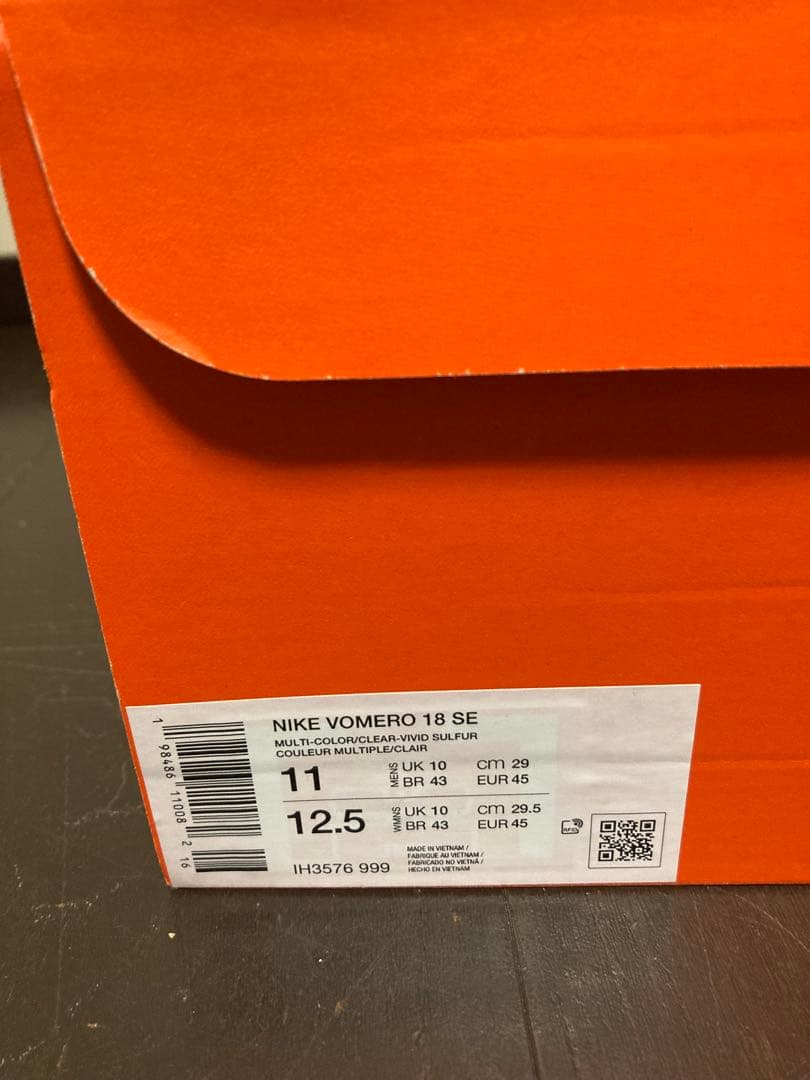 NIKE VOMERO 18 SE
MULTI-COLOR/CLEAR-VIVID SULFUR
COULEUR MULTIPLE/CLAIR
11 MENS UK 10 CM 29
BR 43 EUR 45
12.5 WMNS UK 10 CM 29.5
BR 43 EUR 45
IH3576 999
MADE IN VIETNAM /
FABRIQUE AU VIETNAM /
FABRICADO NO VIETNÃ /
HECHO EN VIETNAM
RFID
1 98486 11008 2 16